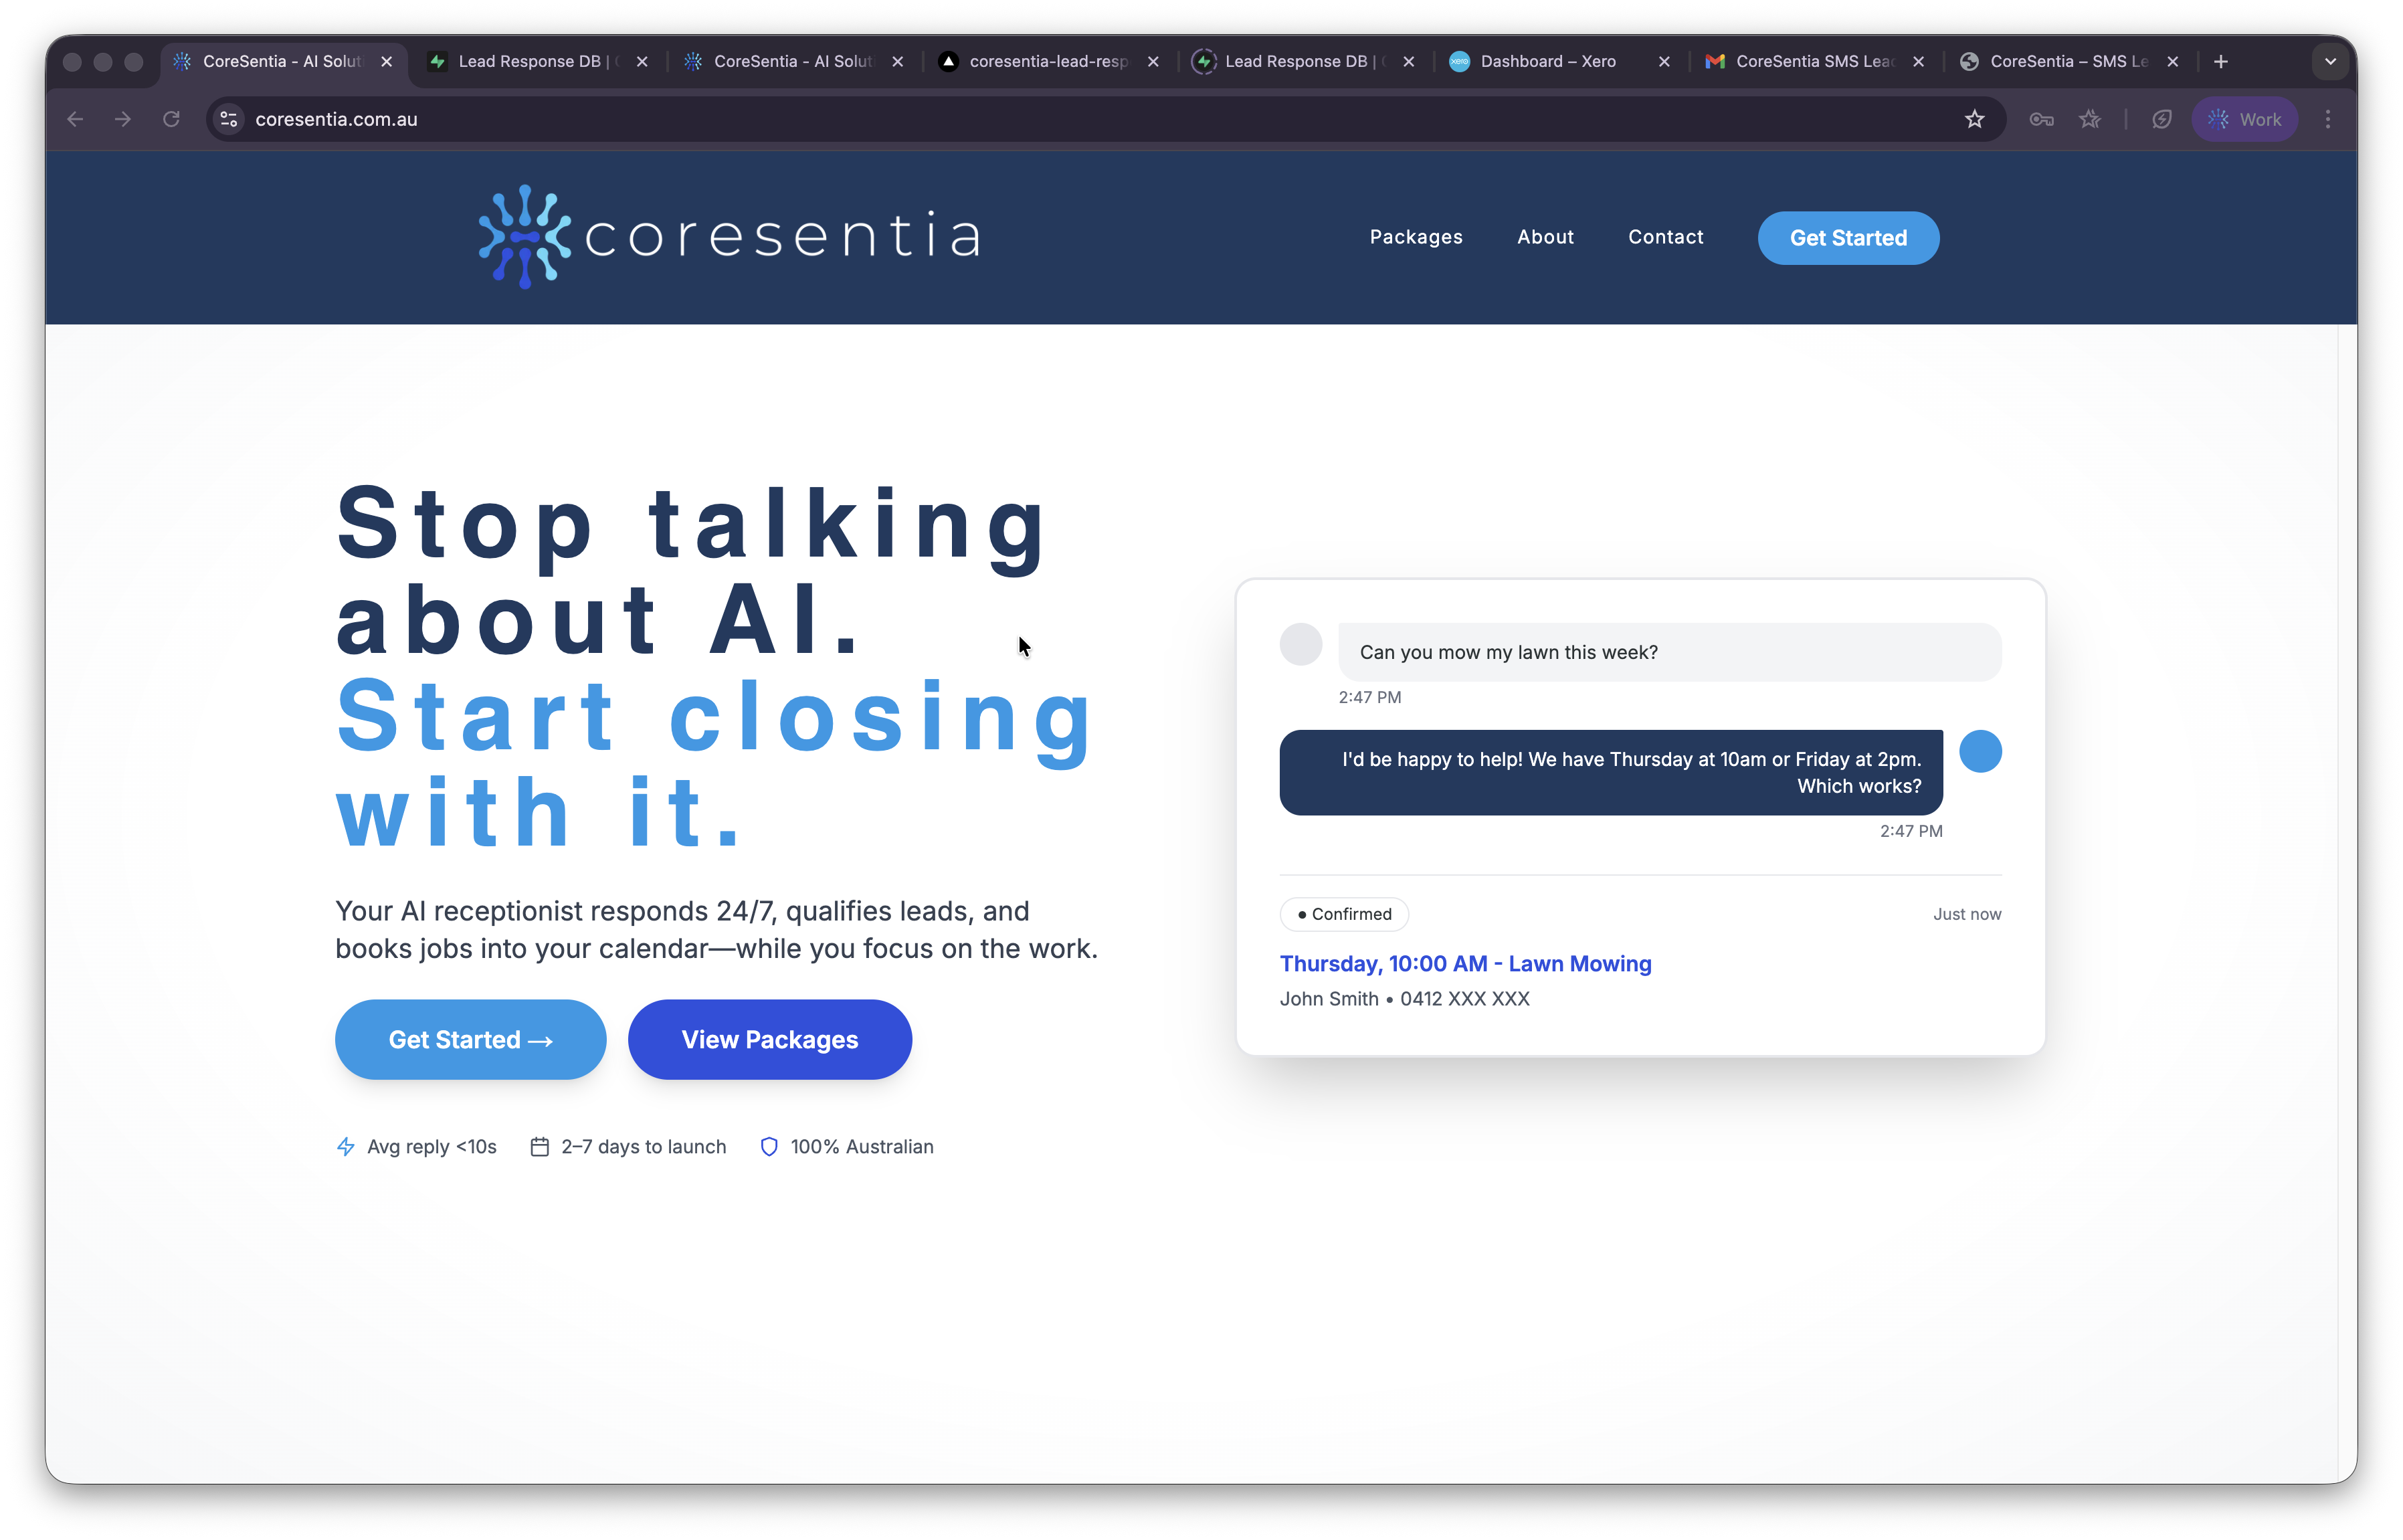 CoreSentia - AI Solut
Lead Response DB |
CoreSentia - AI Solut
coresentia-lead-resp
Lead Response DB |
xero
Dashboard – Xero
CoreSentia SMS Lea
CoreSentia – SMS Le
coresentia.com.au
Work
coresentia
Packages
About
Contact
Get Started
Stop talking
about AI.
Start closing
with it.
Your AI receptionist responds 24/7, qualifies leads, and
books jobs into your calendar—while you focus on the work.
Get Started →
View Packages
Avg reply <10s
2–7 days to launch
100% Australian
Can you mow my lawn this week?
2:47 PM
I'd be happy to help! We have Thursday at 10am or Friday at 2pm.
Which works?
2:47 PM
• Confirmed
Just now
Thursday, 10:00 AM - Lawn Mowing
John Smith • 0412 XXX XXX